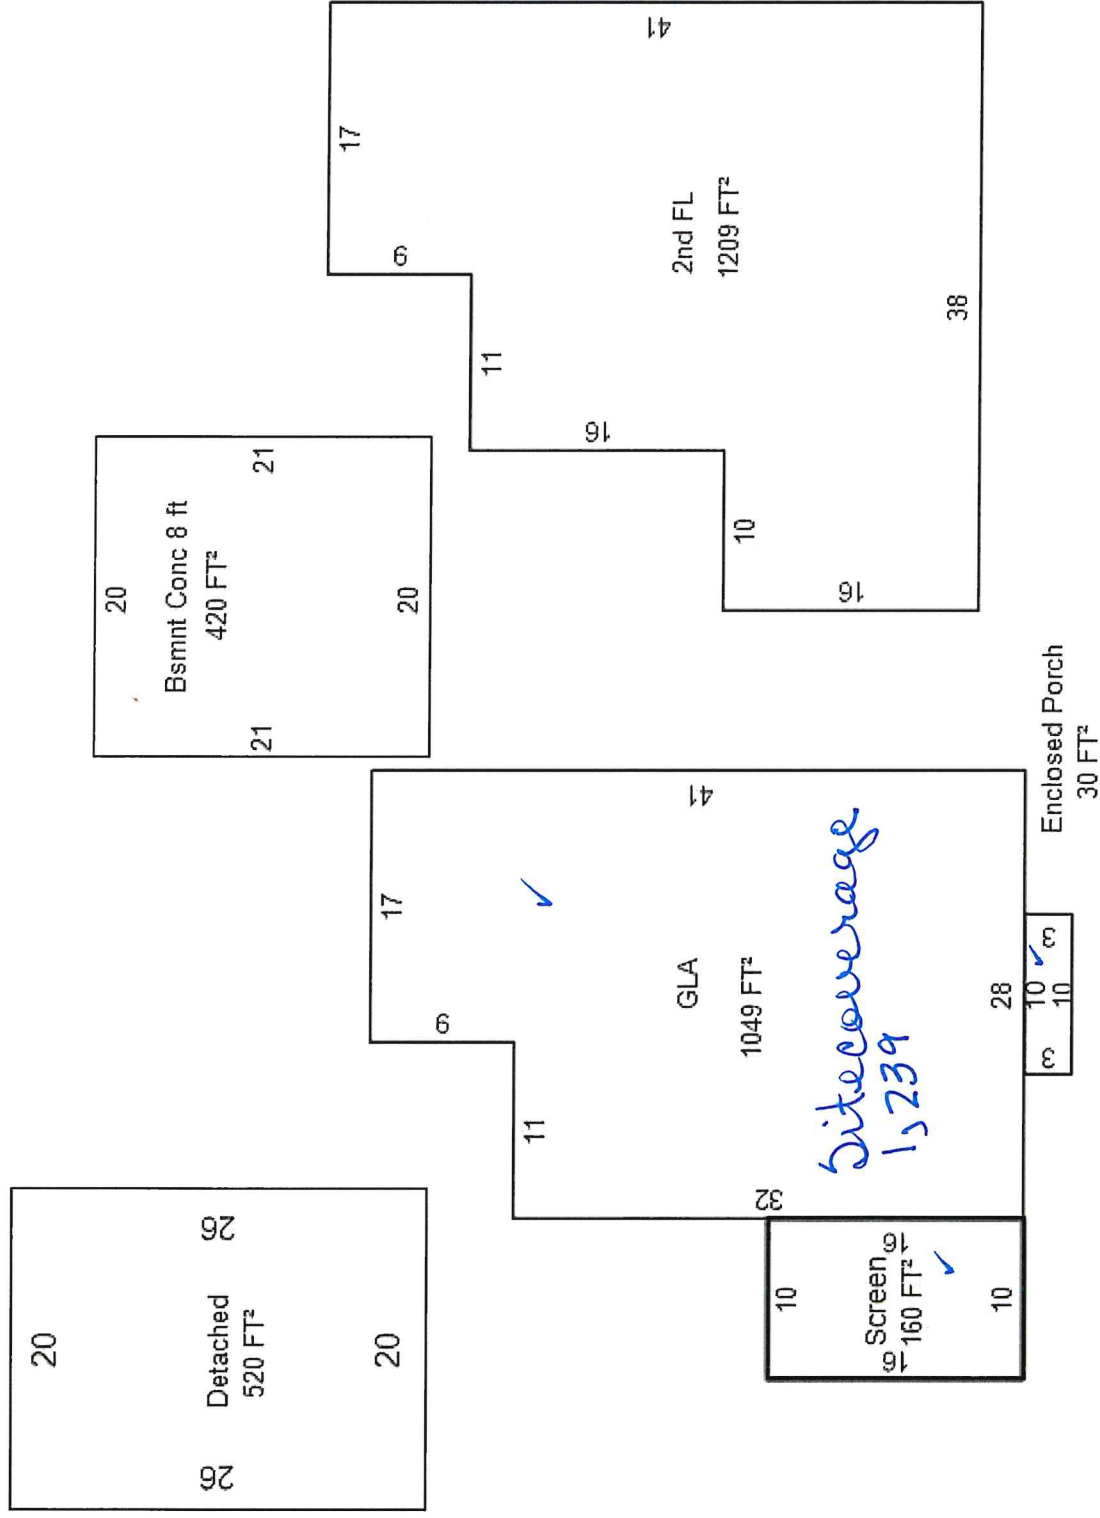 20
26
Detached
520 FT²
26
20
20
Bsmnt Conc 8 ft
420 FT²
21
21
20
17
9
11
GLA
1049 FT²
41
32
Sitecoverage
1,239
28
10
Screen
160 FT²
16
16
10
10
3
3
10
Enclosed Porch
30 FT²
17
9
11
16
10
16
2nd FL
1209 FT²
41
38